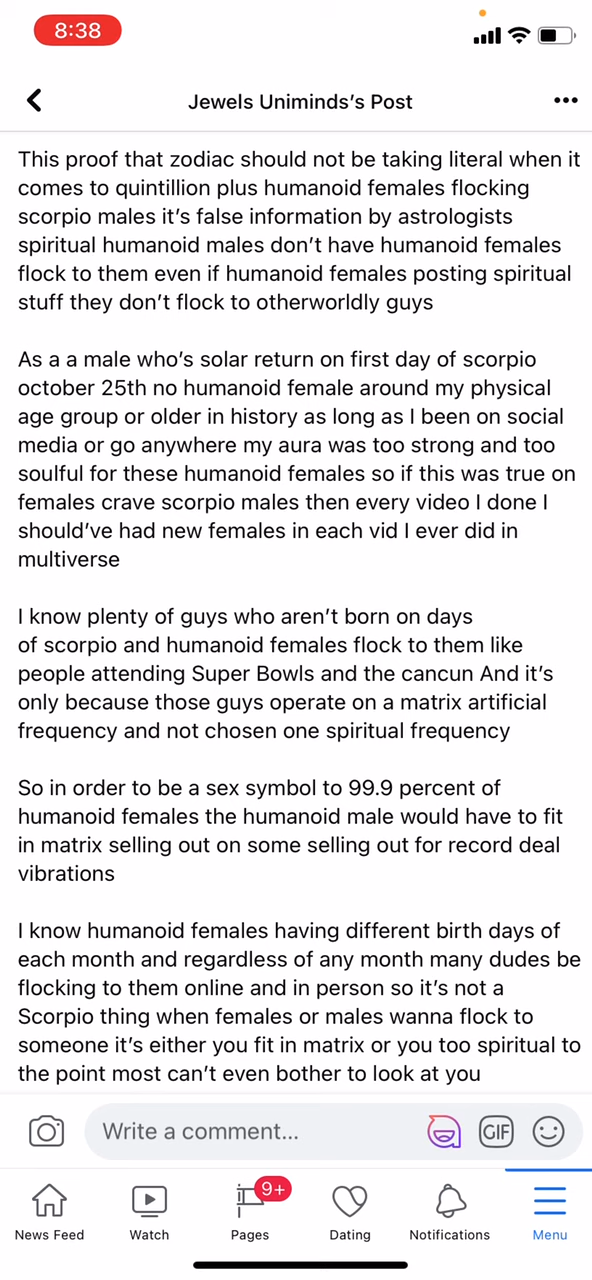 8:38
Jewels Uniminds's Post
This proof that zodiac should not be taking literal when it
comes to quintillion plus humanoid females flocking
scorpio males it's false information by astrologists
spiritual humanoid males don't have humanoid females
flock to them even if humanoid females posting spiritual
stuff they don't flock to otherworldly guys
As a a male who's solar return on first day of scorpio
october 25th no humanoid female around my physical
age group or older in history as long as I been on social
media or go anywhere my aura was too strong and too
soulful for these humanoid females so if this was true on
females crave scorpio males then every video I done I
should've had new females in each vid I ever did in
multiverse
I know plenty of guys who aren't born on days
of scorpio and humanoid females flock to them like
people attending Super Bowls and the cancun And it's
only because those guys operate on a matrix artificial
frequency and not chosen one spiritual frequency
So in order to be a sex symbol to 99.9 percent of
humanoid females the humanoid male would have to fit
in matrix selling out on some selling out for record deal
vibrations
I know humanoid females having different birth days of
each month and regardless of any month many dudes be
flocking to them online and in person so it's not a
Scorpio thing when females or males wanna flock to
someone it's either you fit in matrix or you too spiritual to
the point most can't even bother to look at you
Write a comment...
GIF
9+
News Feed Watch Pages Dating Notifications Menu